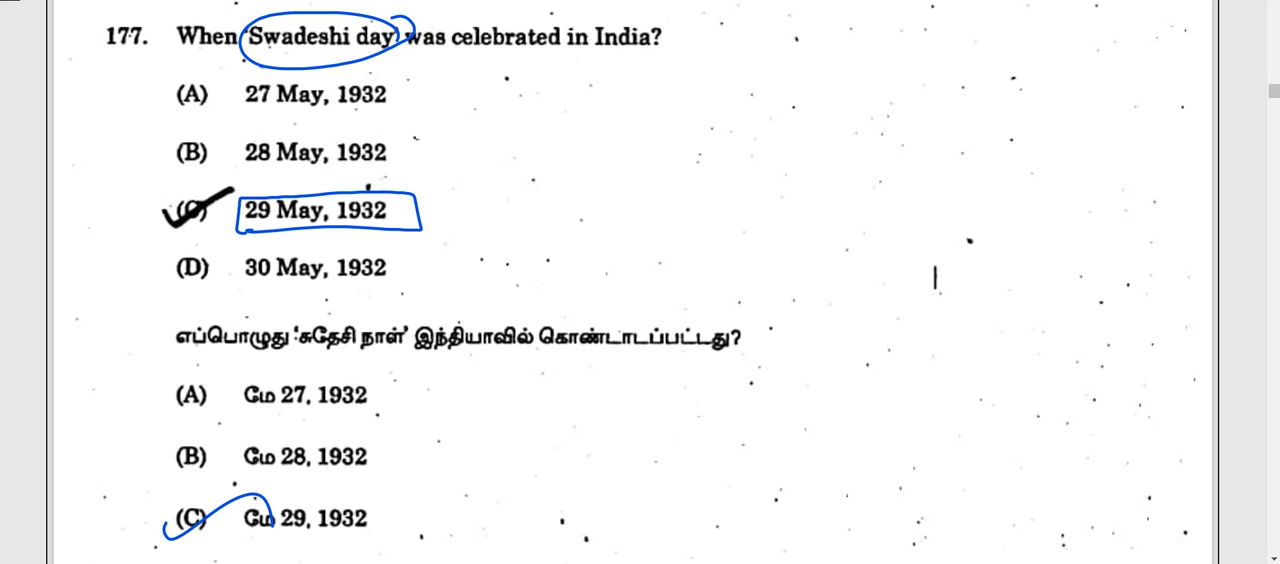 177. When 'Swadeshi day' was celebrated in India?
(A) 27 May, 1932
(B) 28 May, 1932
(C) 29 May, 1932
(D) 30 May, 1932
எப்பொழுது 'சுதேசி நாள்' இந்தியாவில் கொண்டாடப்பட்டது?
(A) மே 27, 1932
(B) மே 28, 1932
(C) மே 29, 1932